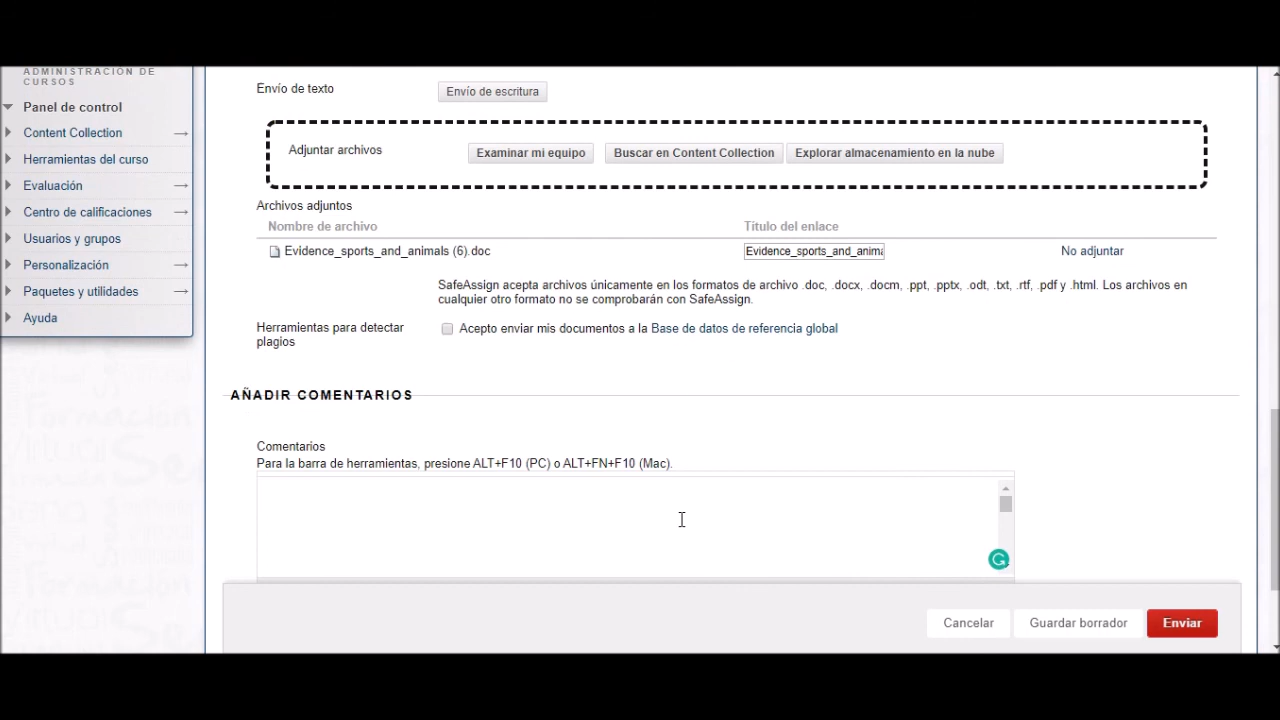 ADMINISTRACIÓN DE
CURSOS
Panel de control
Content Collection
Herramientas del curso
Evaluación
Centro de calificaciones
Usuarios y grupos
Personalización
Paquetes y utilidades
Ayuda
Envío de texto
Envío de escritura
Adjuntar archivos
Examinar mi equipo
Buscar en Content Collection
Explorar almacenamiento en la nube
Archivos adjuntos
Nombre de archivo
Título del enlace
Evidence_sports_and_animals (6).doc
Evidence_sports_and_anima
No adjuntar
SafeAssign acepta archivos únicamente en los formatos de archivo .doc, .docx, .docm, .ppt, .pptx, .odt, .txt, .rtf, .pdf y .html. Los archivos en
cualquier otro formato no se comprobarán con SafeAssign.
Herramientas para detectar
plagios
Acepto enviar mis documentos a la Base de datos de referencia global
AÑADIR COMENTARIOS
Comentarios
Para la barra de herramientas, presione ALT+F10 (PC) o ALT+FN+F10 (Mac).
Cancelar
Guardar borrador
Enviar